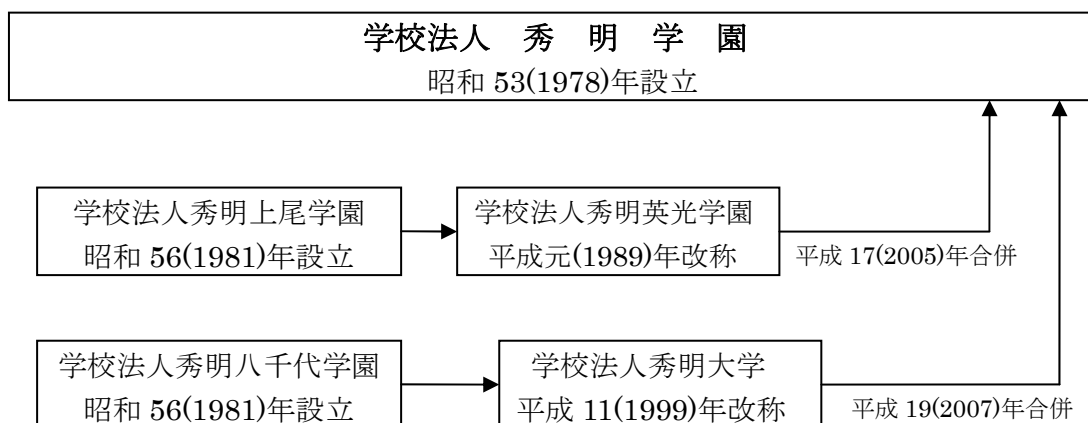 学校法人 秀 明 学 園
昭和 53(1978)年設立
学校法人秀明上尾学園
昭和 56(1981)年設立
学校法人秀明英光学園
平成元(1989)年改称
平成 17(2005)年合併
学校法人秀明八千代学園
昭和 56(1981)年設立
学校法人秀明大学
平成 11(1999)年改称
平成 19(2007)年合併